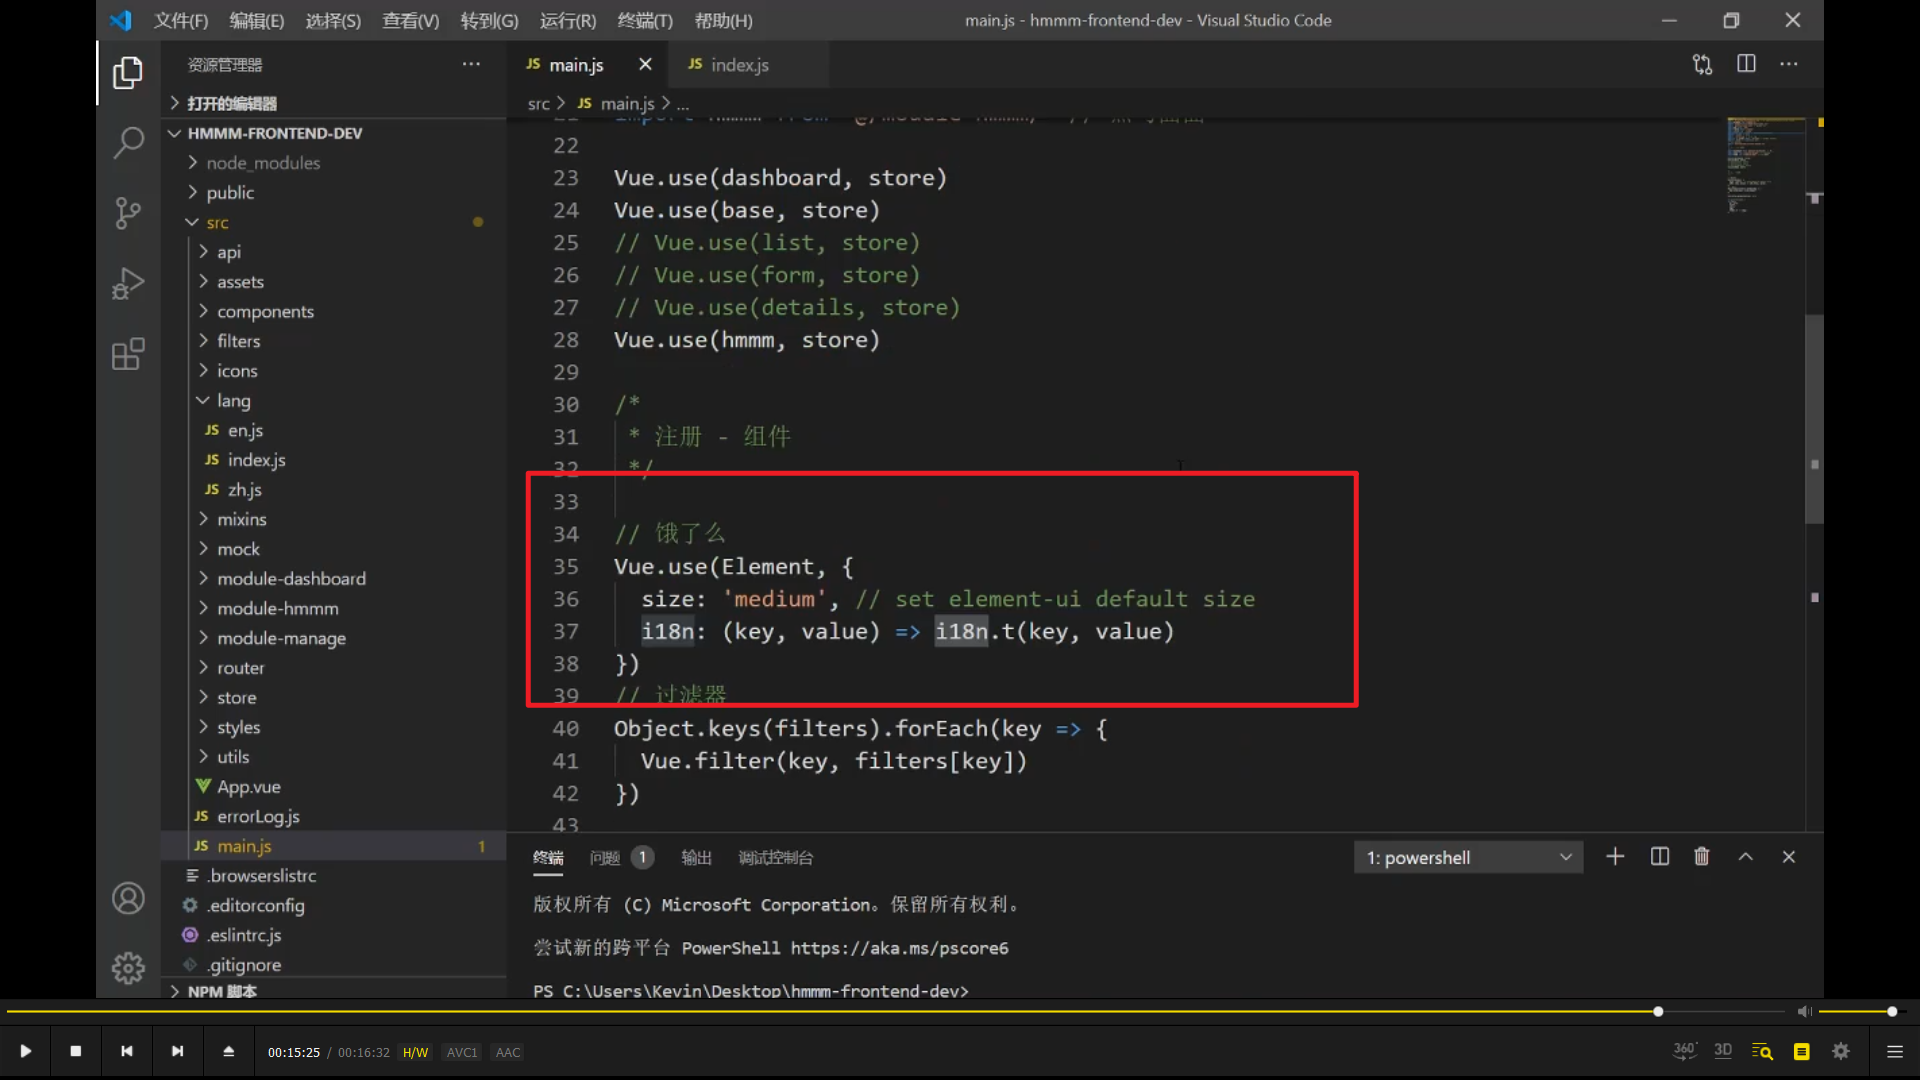 文件(F) 编辑(E) 选择(S) 查看(V) 转到(G) 运行(R) 终端(T) 帮助(H) main.js - hmmm-frontend-dev - Visual Studio Code
资源管理器
打开的编辑器
HMMM-FRONTEND-DEV
node_modules
public
src
api
assets
components
filters
icons
lang
JS en.js
JS index.js
JS zh.js
mixins
mock
module-dashboard
module-hmmm
module-manage
router
store
styles
utils
App.vue
JS errorLog.js
JS main.js 1
.browserslistrc
.editorconfig
.eslintrc.js
.gitignore
NPM 脚本
JS main.js JS index.js
src > JS main.js > ...
22
23 Vue.use(dashboard, store)
24 Vue.use(base, store)
25 // Vue.use(list, store)
26 // Vue.use(form, store)
27 // Vue.use(details, store)
28 Vue.use(hmmm, store)
29
30 /*
31 * 注册 - 组件
32 */
33
34 // 饿了么
35 Vue.use(Element, {
36 size: 'medium', // set element-ui default size
37 i18n: (key, value) => i18n.t(key, value)
38 })
39 // 过滤器
40 Object.keys(filters).forEach(key => {
41 Vue.filter(key, filters[key])
42 })
43
终端 问题 1 输出 调试控制台 1: powershell
版权所有 (C) Microsoft Corporation。保留所有权利。
尝试新的跨平台 PowerShell https://aka.ms/pscore6
PS C:\Users\Kevin\Desktop\hmmm-frontend-dev>
00:15:25 / 00:16:32 H/W AVC1 AAC 360° 3D